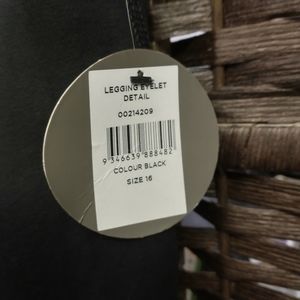 LEGGING EYELET
DETAIL
00214209
9 346639 888482
COLOUR BLACK
SIZE 16